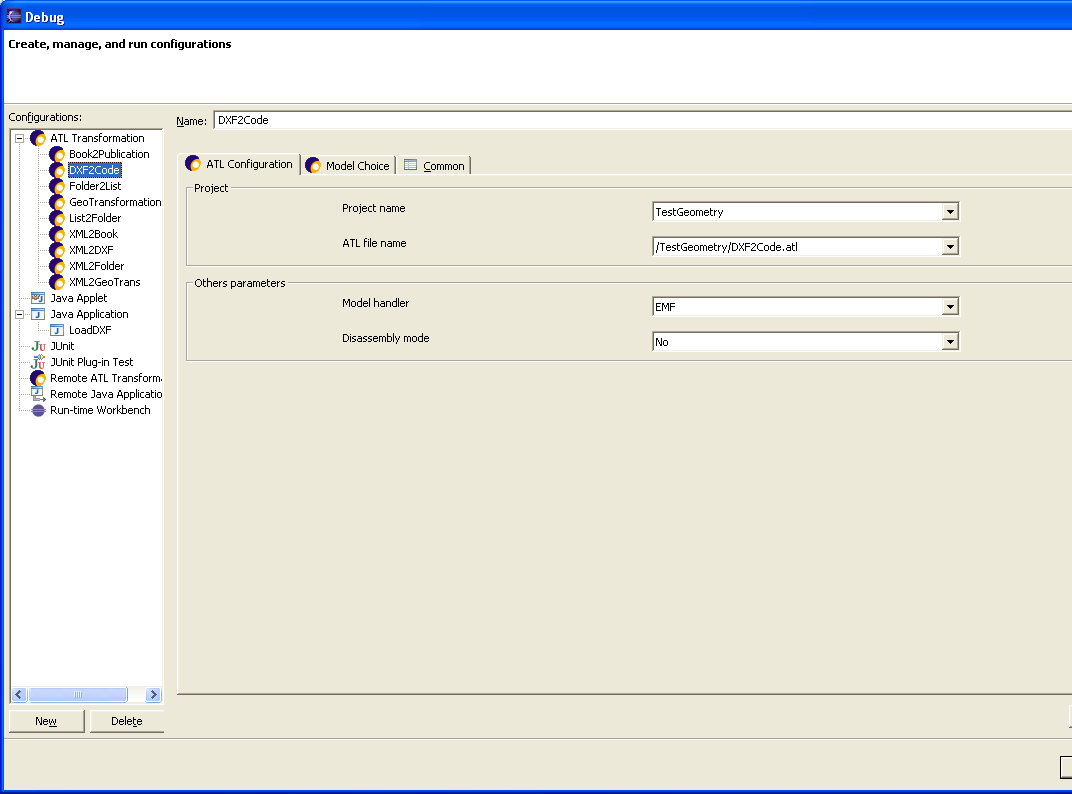 Debug
Create, manage, and run configurations
Configurations:
ATL Transformation
Book2Publication
DXF2Code
Folder2List
GeoTransformation
List2Folder
XML2Book
XML2DXF
XML2Folder
XML2GeoTrans
Java Applet
Java Application
LoadDXF
JUnit
JUnit Plug-in Test
Remote ATL Transform
Remote Java Applicatio
Run-time Workbench
New Delete
Name: DXF2Code
ATL Configuration Model Choice Common
Project
Project name TestGeometry
ATL file name /TestGeometry/DXF2Code.atl
Others parameters
Model handler EMF
Disassembly mode No